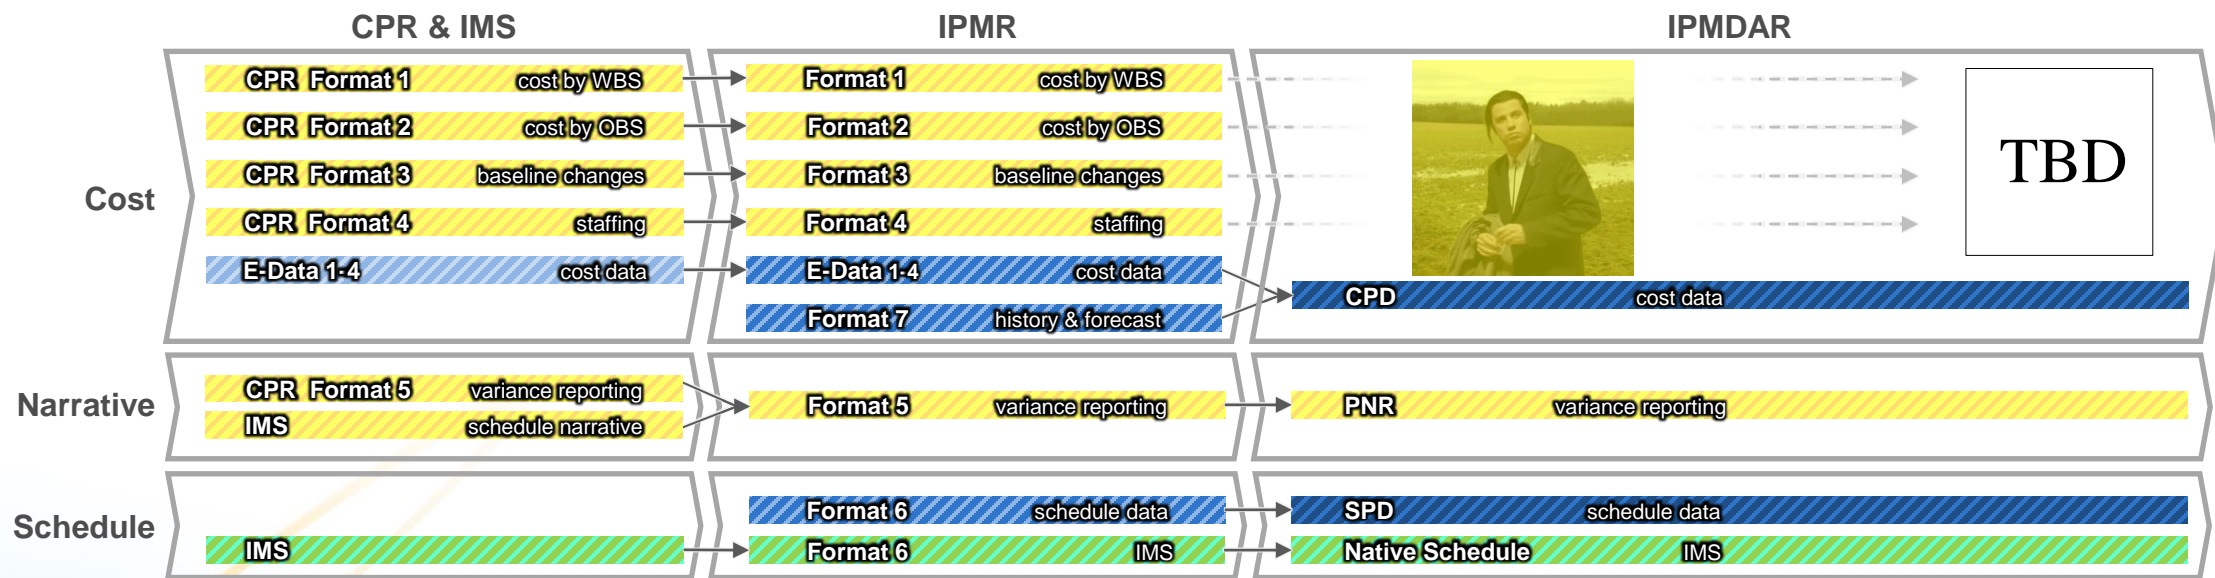 CPR & IMS
IPMR
IPMDAR
Cost
CPR Format 1 cost by WBS
Format 1 cost by WBS
CPR Format 2 cost by OBS
Format 2 cost by OBS
CPR Format 3 baseline changes
Format 3 baseline changes
CPR Format 4 staffing
Format 4 staffing
TBD
E-Data 1-4 cost data
E-Data 1-4 cost data
Format 7 history & forecast
CPD cost data
Narrative
CPR Format 5 variance reporting
IMS schedule narrative
Format 5 variance reporting
PNR variance reporting
Schedule
Format 6 schedule data
SPD schedule data
IMS
Format 6 IMS
Native Schedule IMS